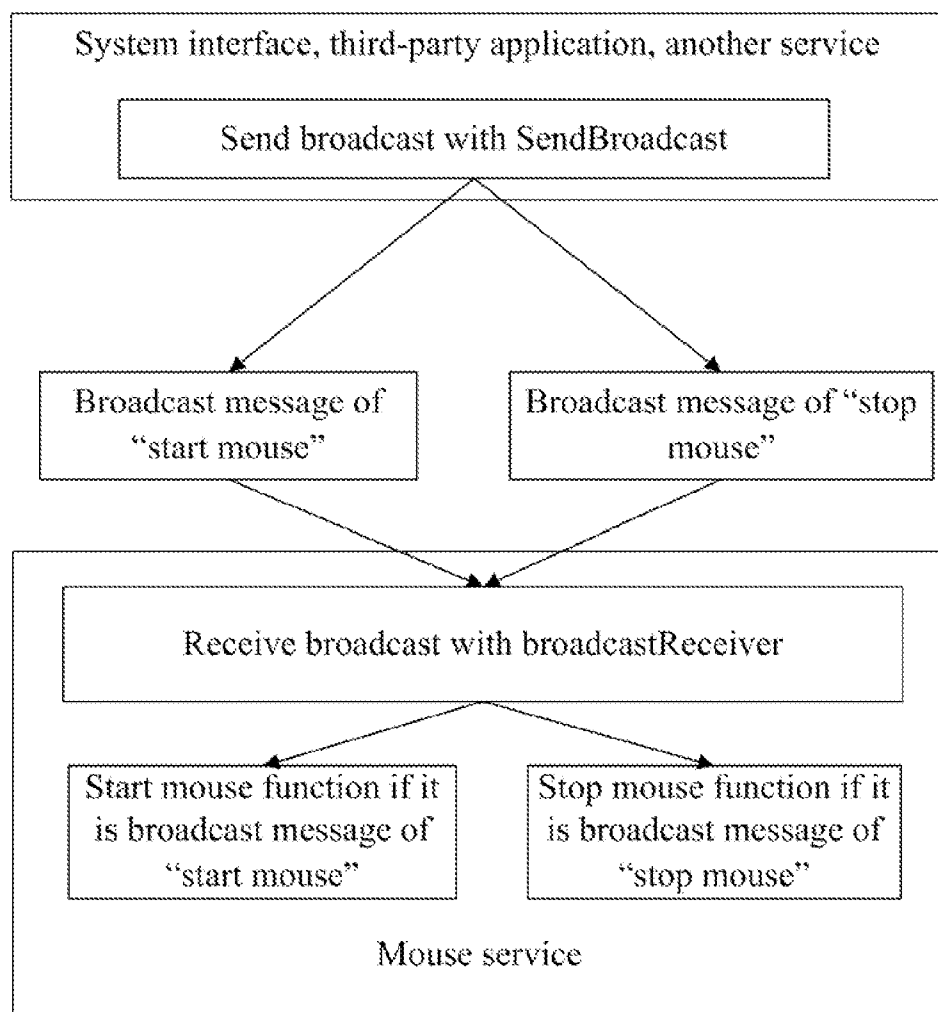 System interface, third-party application, another service
Send broadcast with SendBroadcast
Broadcast message of
“start mouse”
Broadcast message of “stop
mouse”
Receive broadcast with broadcastReceiver
Start mouse function if it
is broadcast message of
“start mouse”
Stop mouse function if it
is broadcast message of
“stop mouse”
Mouse service